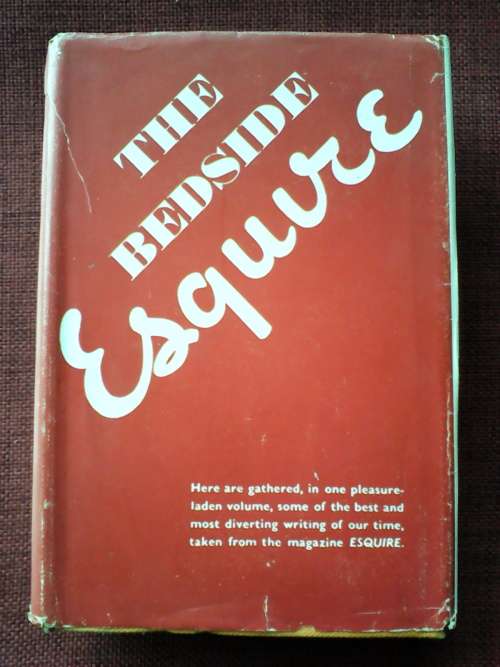 THE
BEDSIDE
Esquire
Here are gathered, in one pleasure-
laden volume, some of the best and
most diverting writing of our time,
taken from the magazine ESQUIRE.